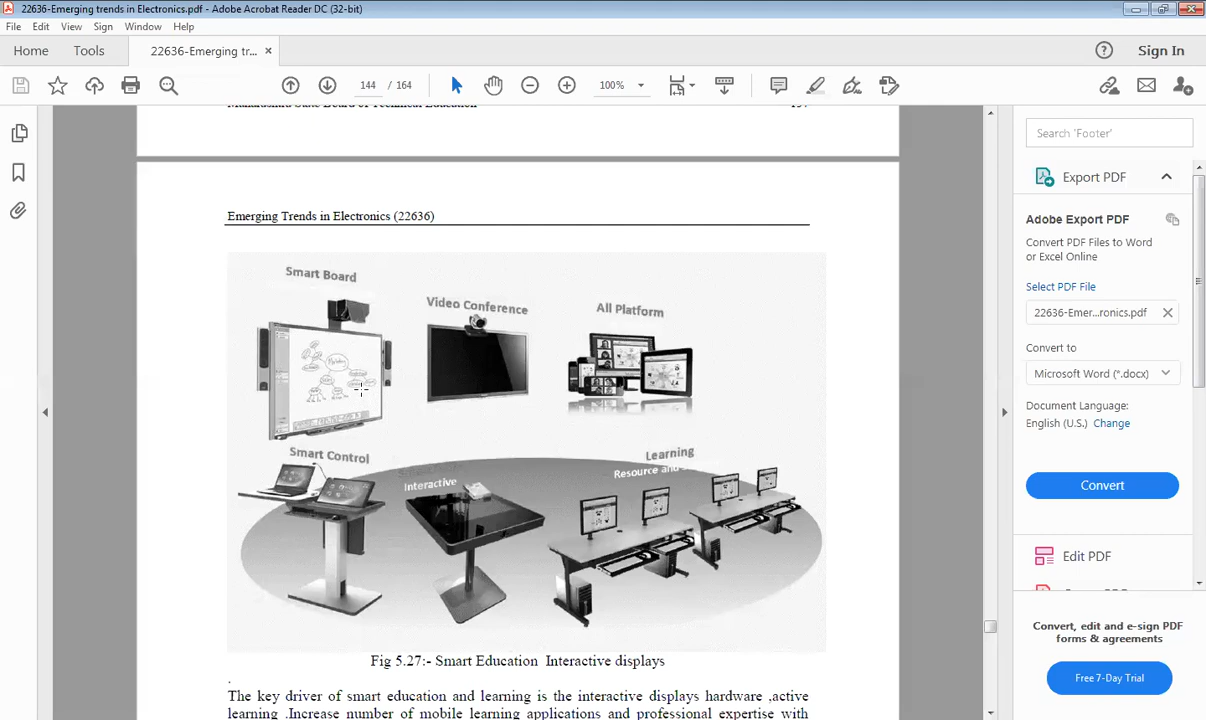 22636-Emerging trends in Electronics.pdf - Adobe Acrobat Reader DC (32-bit)
File Edit View Sign Window Help
Home Tools 22636-Emerging tr... × Sign In
144 / 164 100%
Maharashtra State Board of Technical Education
Search 'Footer'
Export PDF
Adobe Export PDF
Convert PDF Files to Word
or Excel Online
Select PDF File
22636-Emer...ronics.pdf
Convert to
Microsoft Word (*.docx)
Document Language:
English (U.S.) Change
Convert
Edit PDF
Convert, edit and e-sign PDF
forms & agreements
Free 7-Day Trial
Emerging Trends in Electronics (22636)
Smart Board
Video Conference
All Platform
Smart Control
Interactive
Learning
Resource and
Fig 5.27:- Smart Education Interactive displays
.
The key driver of smart education and learning is the interactive displays hardware ,active
learning .Increase number of mobile learning applications and professional expertise with